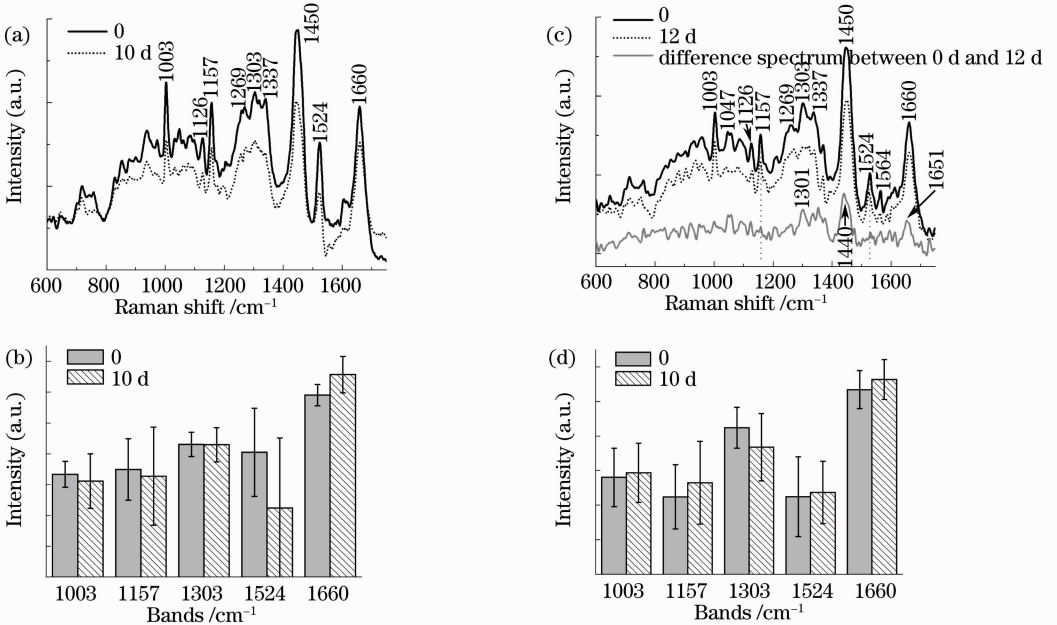 (a)
0
10 d
1003
1126
1157
1269
1303
1337
1450
1524
1660
Intensity (a.u.)
600 800 1000 1200 1400 1600
Raman shift /cm⁻¹
(c)
0
12 d
difference spectrum between 0 d and 12 d
1003
1047
1126
1157
1269
1303
1337
1450
1524
1564
1660
1651
1301
1440
Intensity (a.u.)
600 800 1000 1200 1400 1600
Raman shift /cm⁻¹
(b)
0
10 d
Intensity (a.u.)
1003 1157 1303 1524 1660
Bands /cm⁻¹
(d)
0
10 d
Intensity (a.u.)
1003 1157 1303 1524 1660
Bands /cm⁻¹